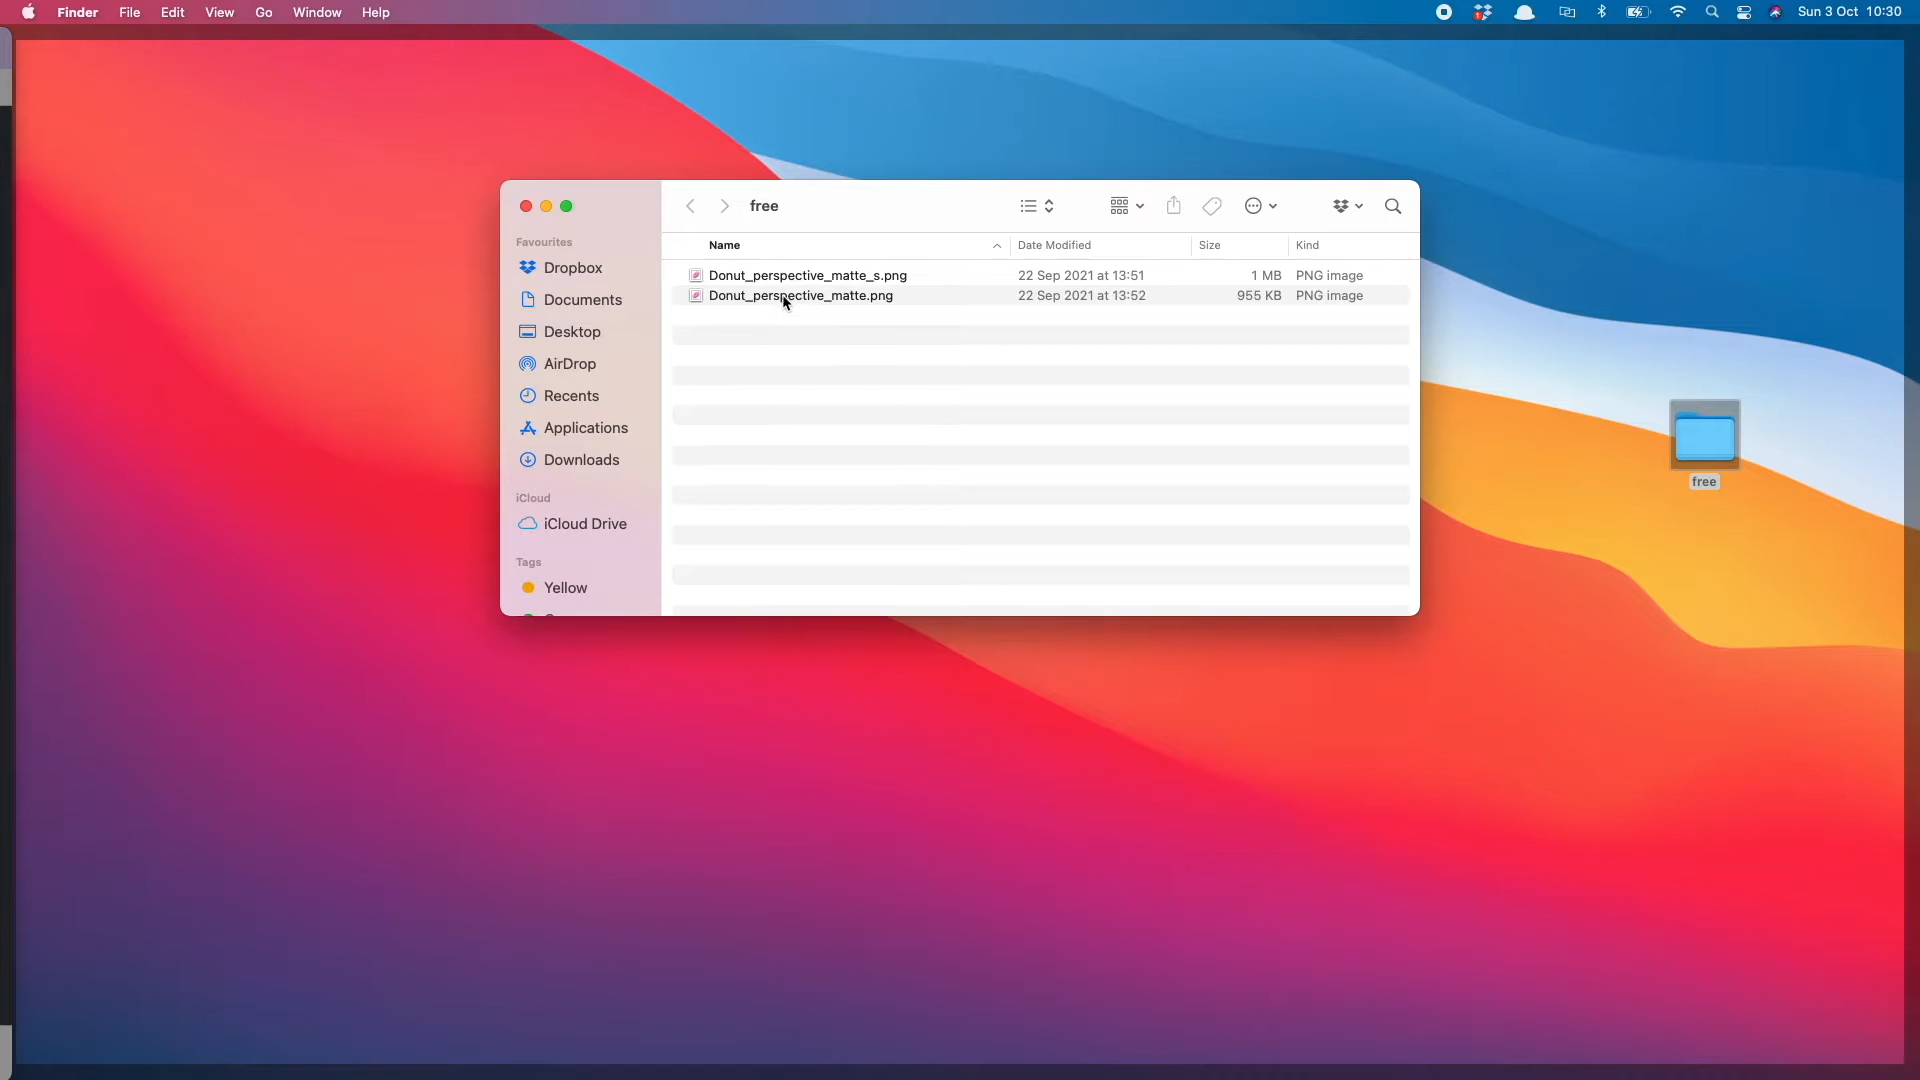 Finder File Edit View Go Window Help Sun 3 Oct 10:30
free
Favourites
Dropbox
Documents
Desktop
AirDrop
Recents
Applications
Downloads
iCloud
iCloud Drive
Tags
Yellow
Name Date Modified Size Kind
Donut_perspective_matte_s.png 22 Sep 2021 at 13:51 1 MB PNG image
Donut_perspective_matte.png 22 Sep 2021 at 13:52 955 KB PNG image
free